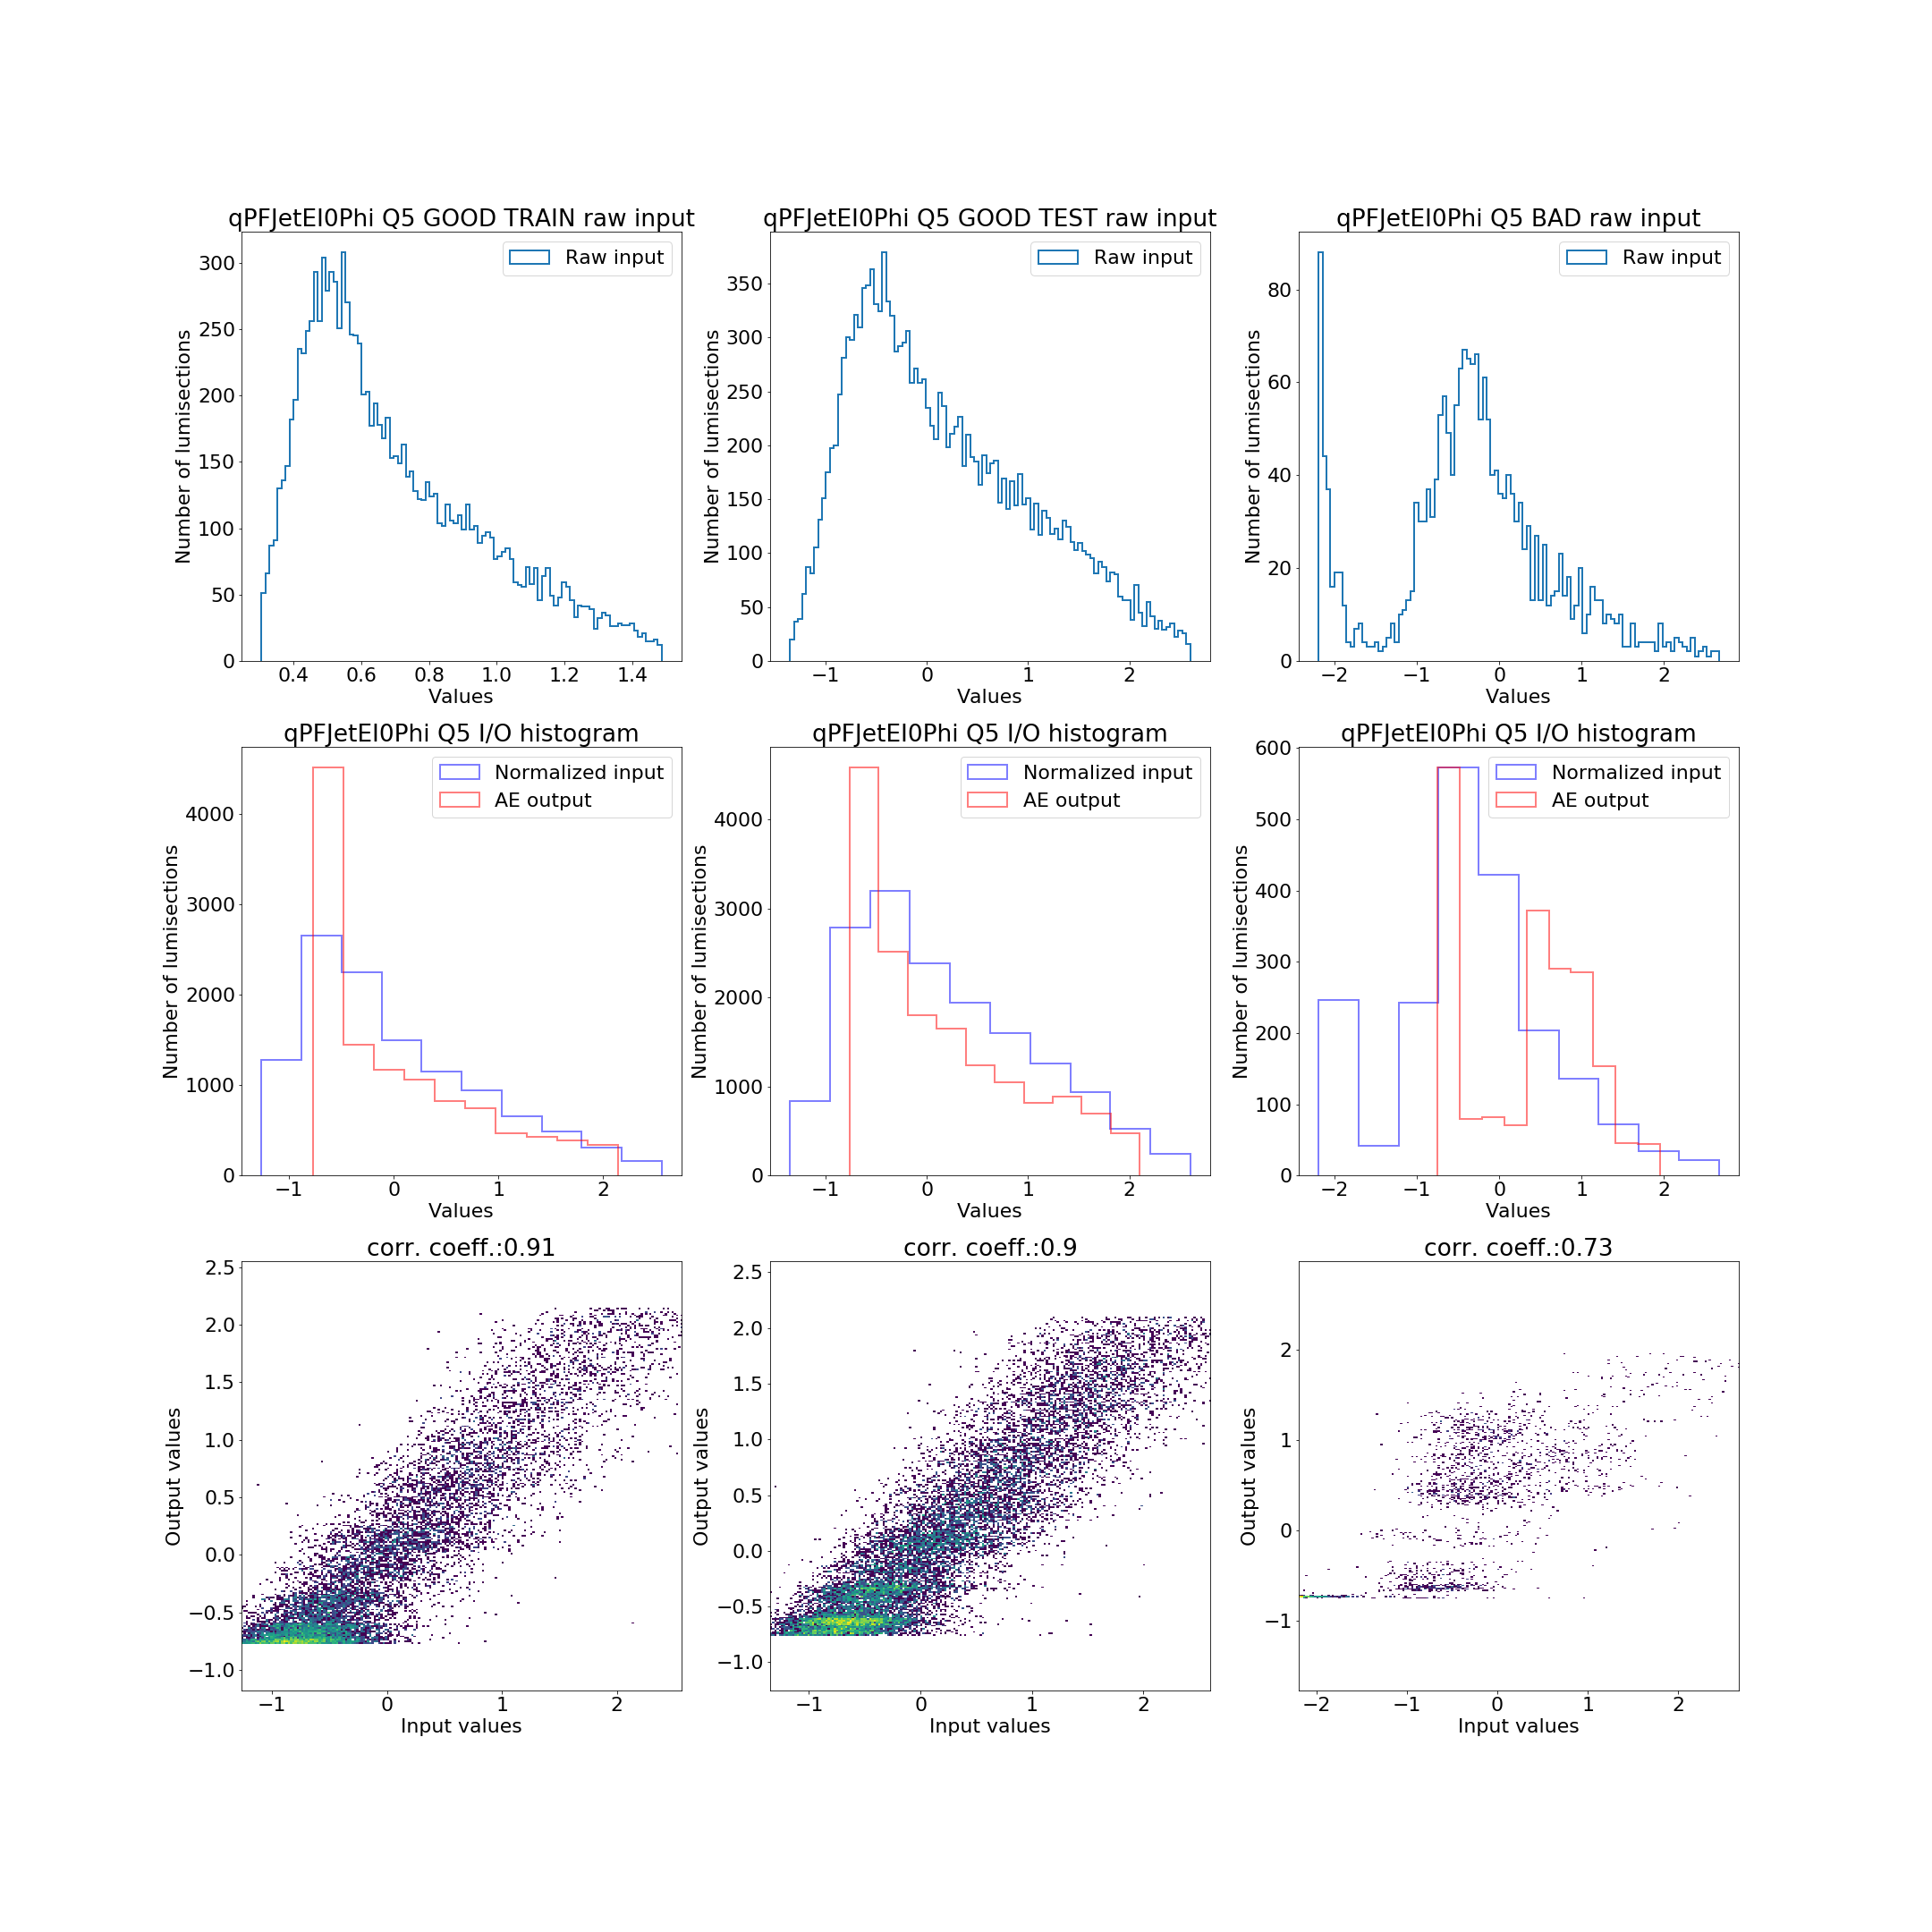 qPFJetEI0Phi Q5 GOOD TRAIN raw input
Number of lumisections
300
250
200
150
100
50
0
Raw input
0.4 0.6 0.8 1.0 1.2 1.4
Values
qPFJetEI0Phi Q5 GOOD TEST raw input
Number of lumisections
350
300
250
200
150
100
50
0
Raw input
−1 0 1 2
Values
qPFJetEI0Phi Q5 BAD raw input
Number of lumisections
80
60
40
20
0
Raw input
−2 −1 0 1 2
Values
qPFJetEI0Phi Q5 I/O histogram
Number of lumisections
4000
3000
2000
1000
0
Normalized input
AE output
−1 0 1 2
Values
qPFJetEI0Phi Q5 I/O histogram
Number of lumisections
4000
3000
2000
1000
0
Normalized input
AE output
−1 0 1 2
Values
qPFJetEI0Phi Q5 I/O histogram
Number of lumisections
600
500
400
300
200
100
0
Normalized input
AE output
−2 −1 0 1 2
Values
corr. coeff.:0.91
Output values
2.5
2.0
1.5
1.0
0.5
0.0
−0.5
−1.0
−1 0 1 2
Input values
corr. coeff.:0.9
Output values
2.5
2.0
1.5
1.0
0.5
0.0
−0.5
−1.0
−1 0 1 2
Input values
corr. coeff.:0.73
Output values
2
1
0
−1
−2 −1 0 1 2
Input values